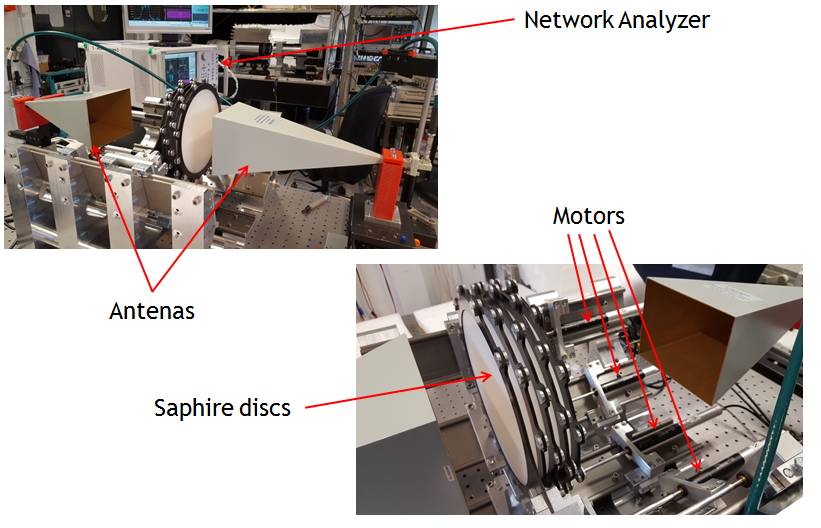 Network Analyzer
Motors
Antenas
Saphire discs